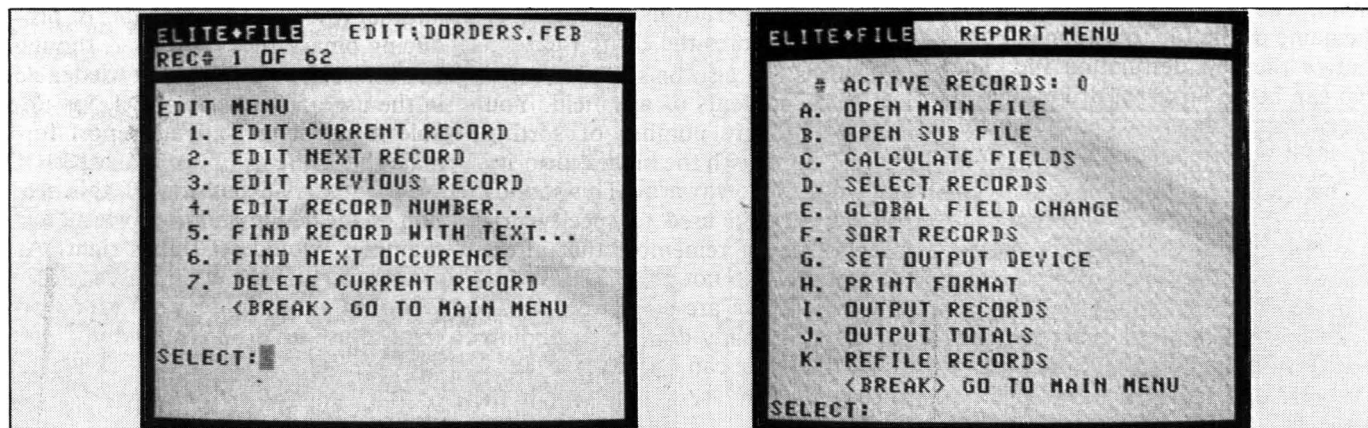 ELITE♦FILE EDIT:DORDERS.FEB
REC# 1 OF 62
EDIT MENU
1. EDIT CURRENT RECORD
2. EDIT NEXT RECORD
3. EDIT PREVIOUS RECORD
4. EDIT RECORD NUMBER...
5. FIND RECORD WITH TEXT..
6. FIND NEXT OCCURENCE
7. DELETE CURRENT RECORD
<BREAK> GO TO MAIN MENU
SELECT:
ELITE♦FILE REPORT MENU
# ACTIVE RECORDS: 0
A. OPEN MAIN FILE
B. OPEN SUB FILE
C. CALCULATE FIELDS
D. SELECT RECORDS
E. GLOBAL FIELD CHANGE
F. SORT RECORDS
G. SET OUTPUT DEVICE
H. PRINT FORMAT
I. OUTPUT RECORDS
J. OUTPUT TOTALS
K. REFILE RECORDS
<BREAK> GO TO MAIN MENU
SELECT: